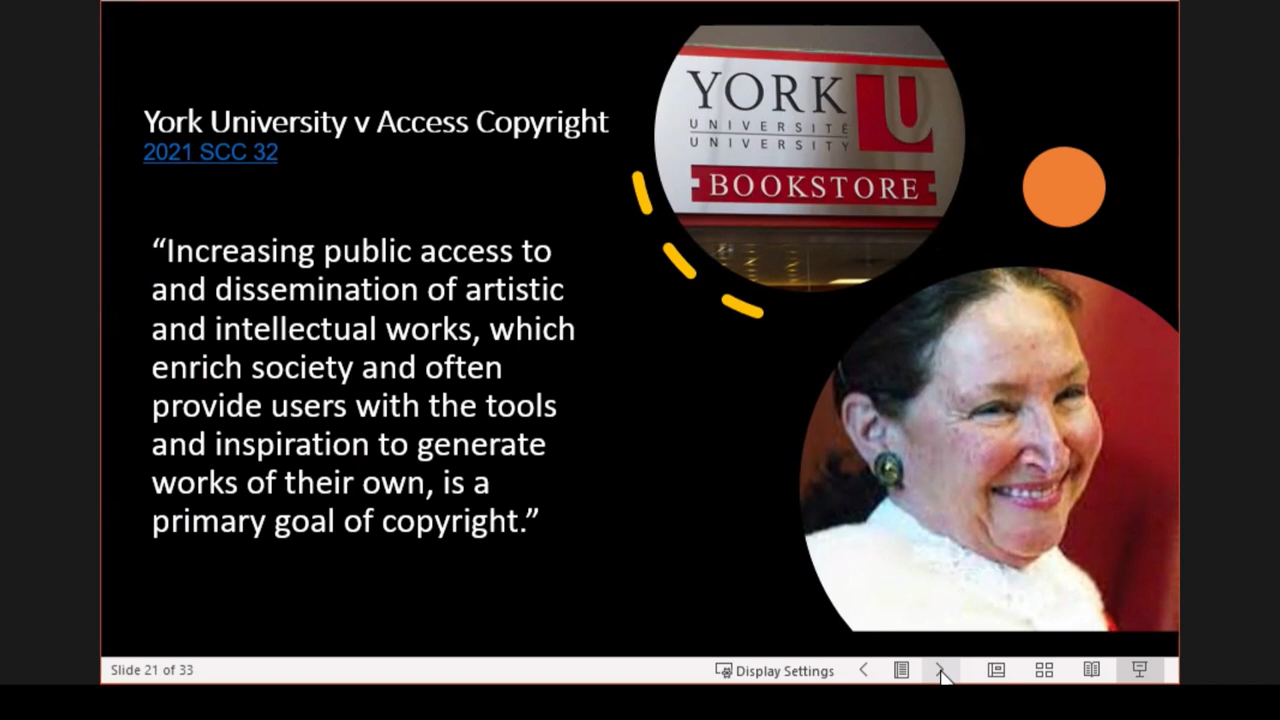 York University v Access Copyright
2021 SCC 32
“Increasing public access to
and dissemination of artistic
and intellectual works, which
enrich society and often
provide users with the tools
and inspiration to generate
works of their own, is a
primary goal of copyright.”
YORK U
UNIVERSITÉ
UNIVERSITY
BOOKSTORE
Slide 21 of 33
Display Settings